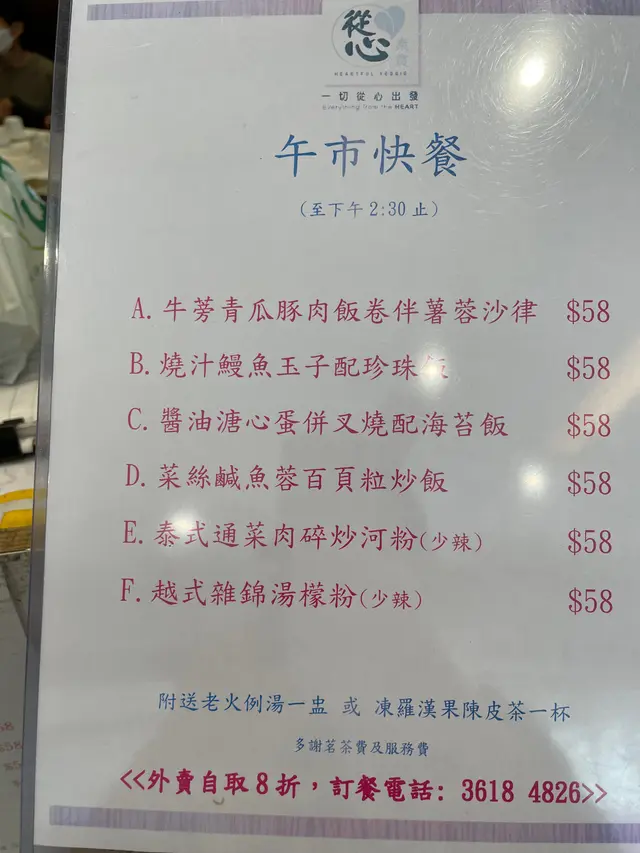 從心
HEARTFUL FOODIE
一切從心出發
Everything from the HEART
午市快餐
(至下午 2:30 止)
A. 牛蒡青瓜豚肉飯卷伴薯蓉沙律 $58
B. 燒汁鰻魚玉子配珍珠飯 $58
C. 醬油溏心蛋併叉燒配海苔飯 $58
D. 菜絲鹹魚蓉百頁粒炒飯 $58
E. 泰式通菜肉碎炒河粉(少辣) $58
F. 越式雜錦湯檬粉(少辣) $58
附送老火例湯一盅 或 凍羅漢果陳皮茶一杯
多謝茗茶費及服務費
<<外賣自取8折，訂餐電話: 3618 4826>>